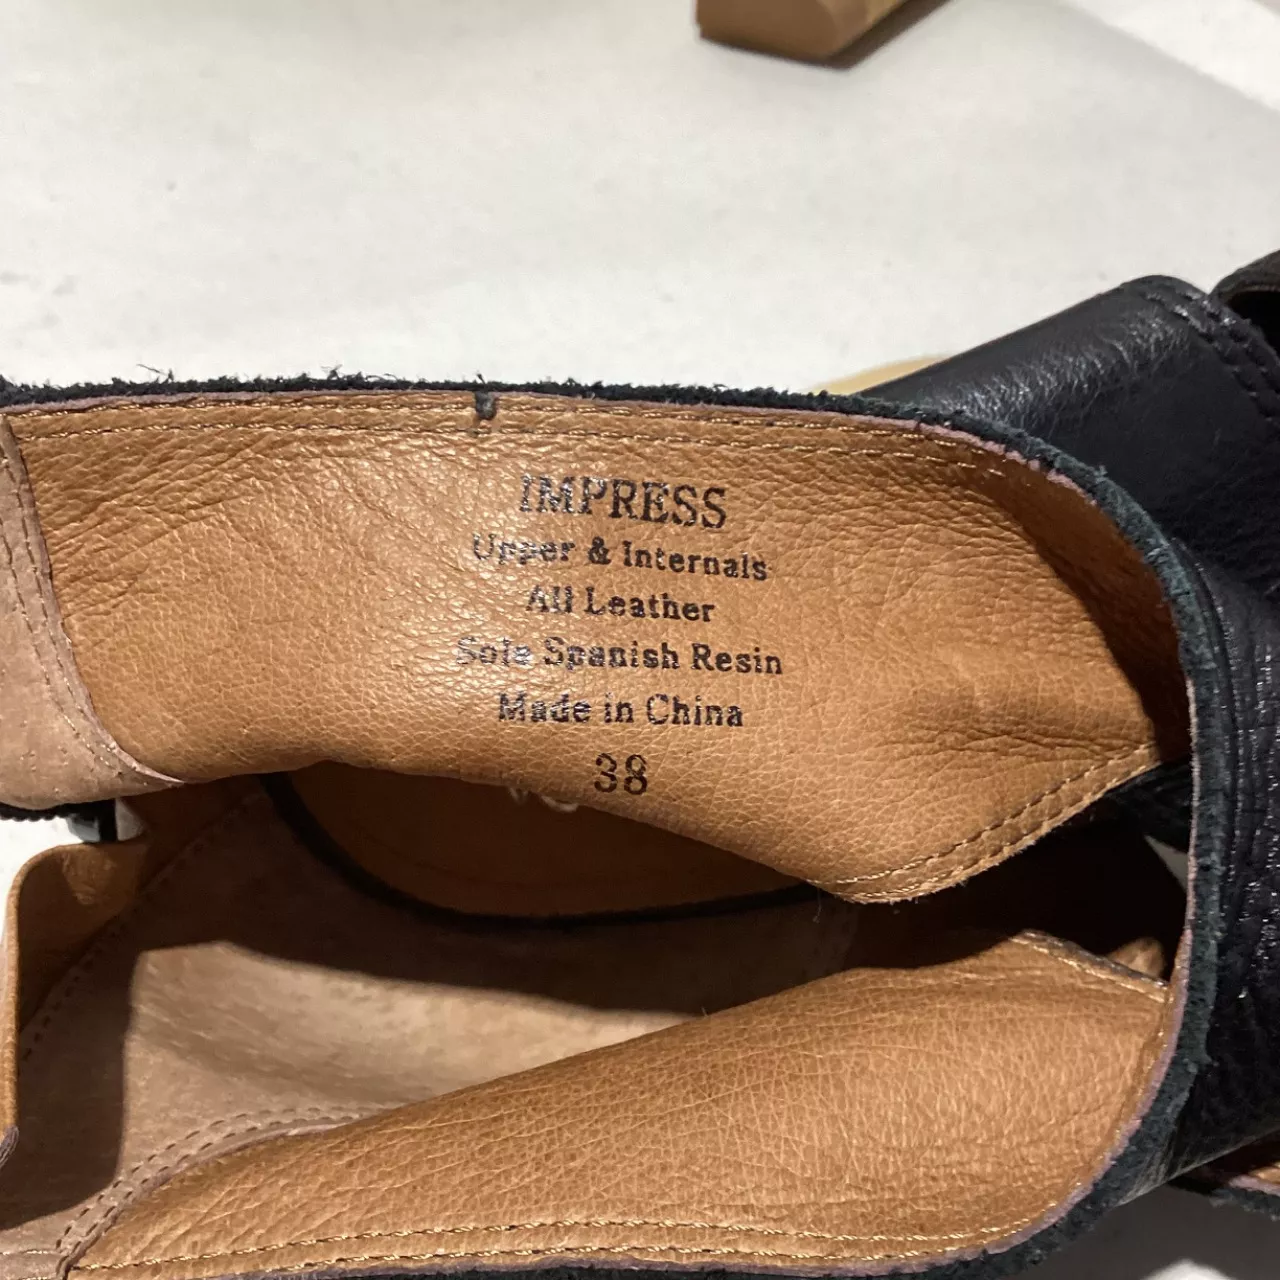 IMPRESS
Upper & Internals
All Leather
Sole Spanish Resin
Made in China
38